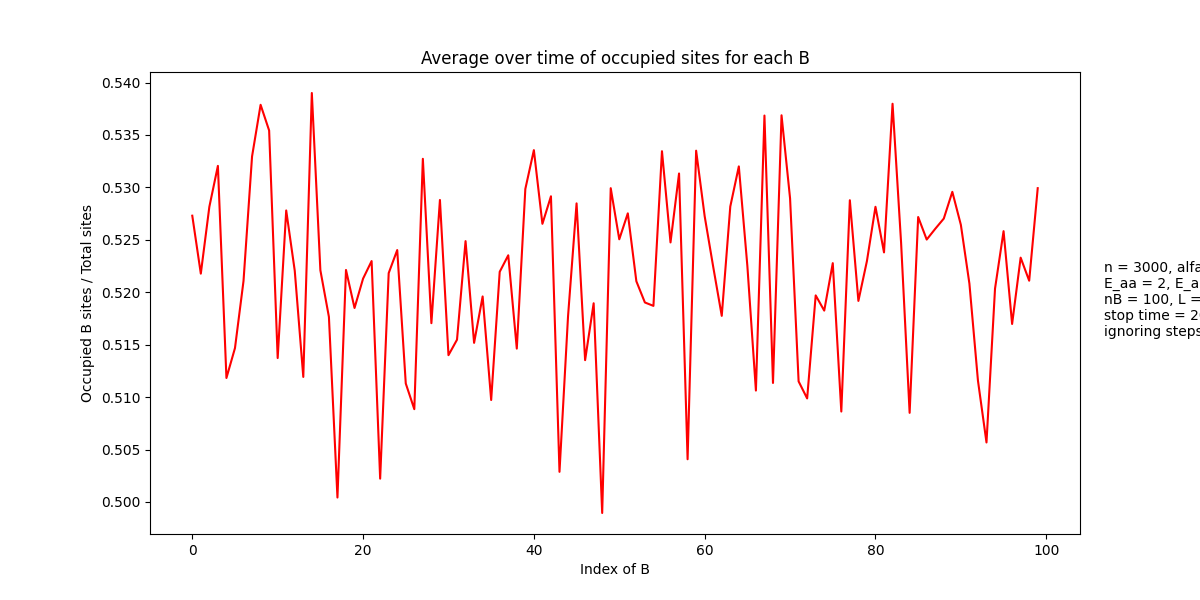 Average over time of occupied sites for each B
Occupied B sites / Total sites
0.540
0.535
0.530
0.525
0.520
0.515
0.510
0.505
0.500
0
20
40
60
80
100
Index of B
n = 3000, alfa
E_aa = 2, E_a
nB = 100, L =
stop time = 2
ignoring steps